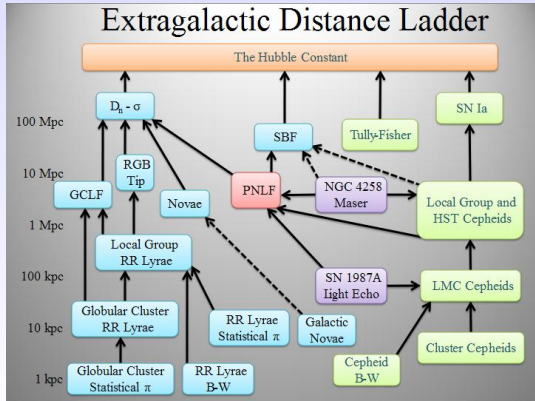 Extragalactic Distance Ladder
The Hubble Constant
Dn - σ
SN Ia
100 Mpc
SBF
Tully-Fisher
RGB
Tip
10 Mpc
GCLF
Novae
PNLF
NGC 4258
Maser
Local Group and
HST Cepheids
1 Mpc
Local Group
RR Lyrae
100 kpc
SN 1987A
Light Echo
LMC Cepheids
Globular Cluster
RR Lyrae
10 kpc
RR Lyrae
Statistical π
Galactic
Novae
Cluster Cepheids
Globular Cluster
Statistical π
RR Lyrae
B-W
Cepheid
B-W
1 kpc